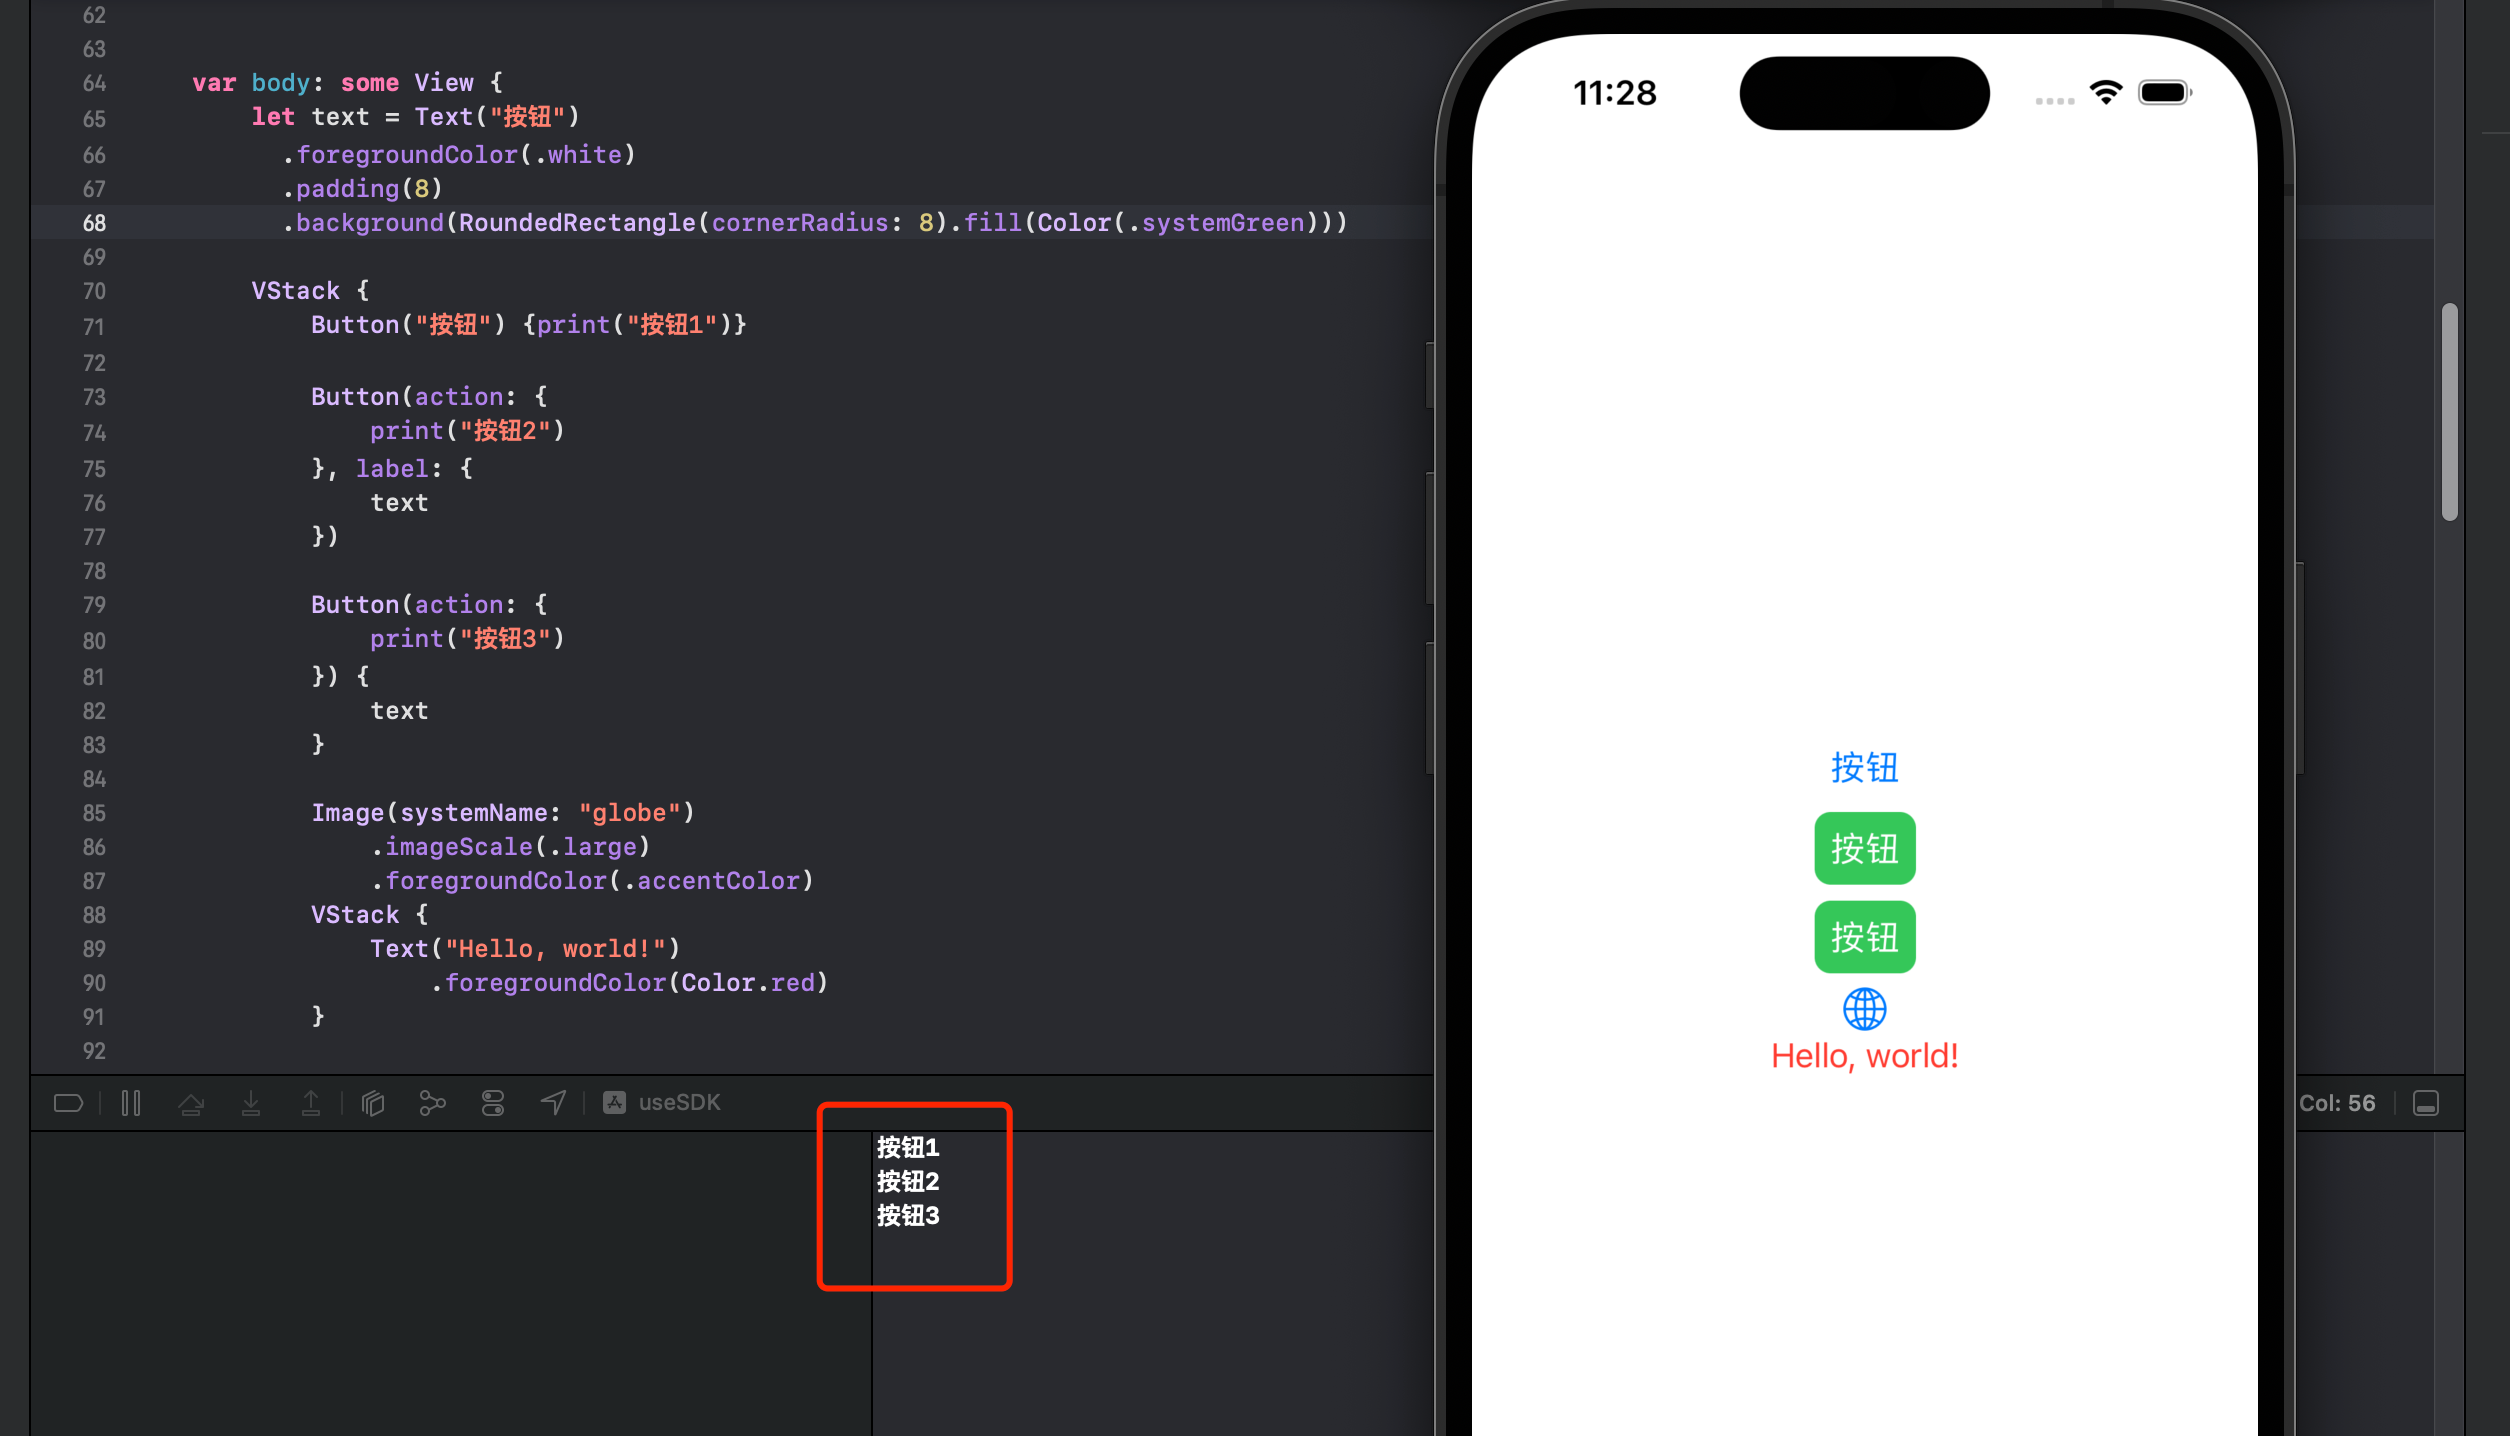 62
63
64 var body: some View {
65 let text = Text("按钮")
66 .foregroundColor(.white)
67 .padding(8)
68 .background(RoundedRectangle(cornerRadius: 8).fill(Color(.systemGreen)))
69
70 VStack {
71 Button("按钮") {print("按钮1")}
72
73 Button(action: {
74 print("按钮2")
75 }, label: {
76 text
77 })
78
79 Button(action: {
80 print("按钮3")
81 }) {
82 text
83 }
84
85 Image(systemName: "globe")
86 .imageScale(.large)
87 .foregroundColor(.accentColor)
88 VStack {
89 Text("Hello, world!")
90 .foregroundColor(Color.red)
91 }
92
useSDK
Col: 56
按钮1
按钮2
按钮3
11:28
按钮
按钮
按钮
Hello, world!